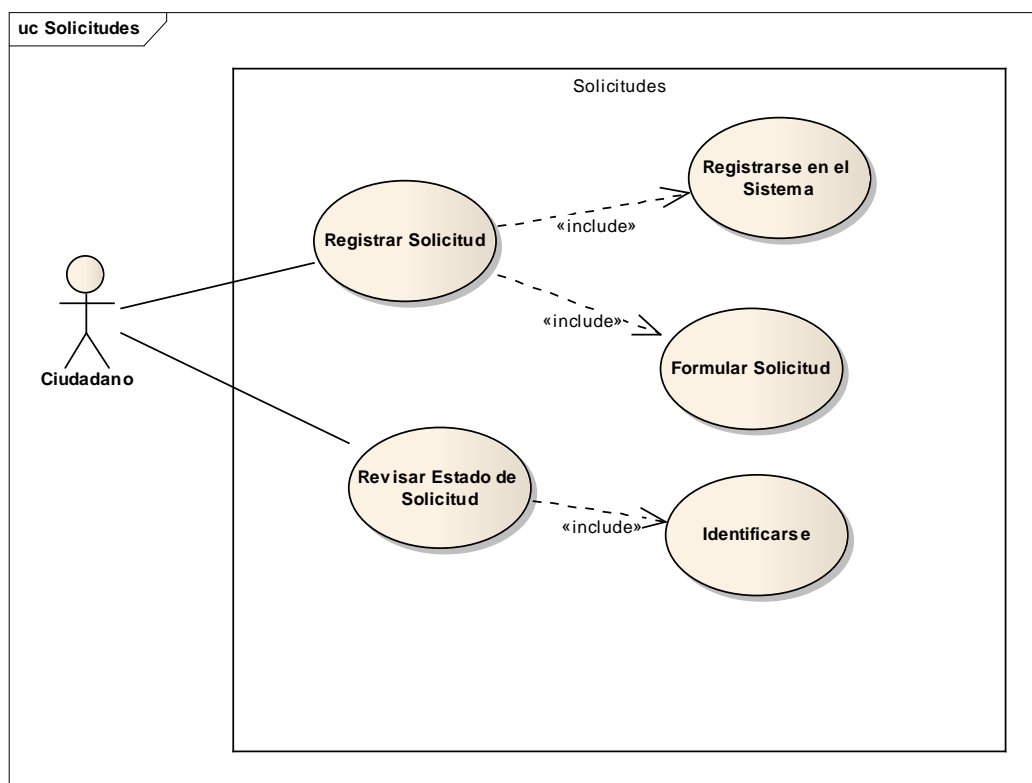 uc Solicitudes
Solicitudes
Registrarse en el
Sistema
Registrar Solicitud
«include»
«include»
Formular Solicitud
Ciudadano
Revisar Estado de
Solicitud
«include»
Identificarse